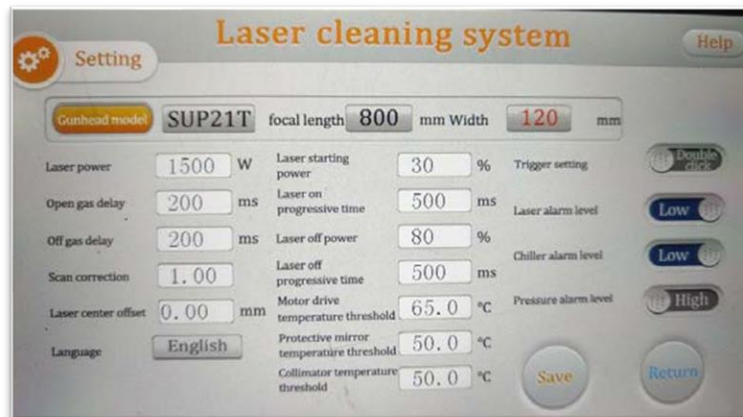 Laser cleaning system
Setting
Help
Gunhead model SUP21T focal length 800 mm Width 120 mm
Laser power 1500 W
Open gas delay 200 ms
Off gas delay 200 ms
Scan correction 1.00
Laser center offset 0.00 mm
Language English
Laser starting
power 30 %
Laser on
progressive time 500 ms
Laser off power 80 %
Laser off
progressive time 500 ms
Motor drive
temperature threshold 65.0 °C
Protective mirror
temperature threshold 50.0 °C
Collimator temperature
threshold 50.0 °C
Trigger setting Double
click
Laser alarm level Low
Chiller alarm level Low
Pressure alarm level High
Save
Return